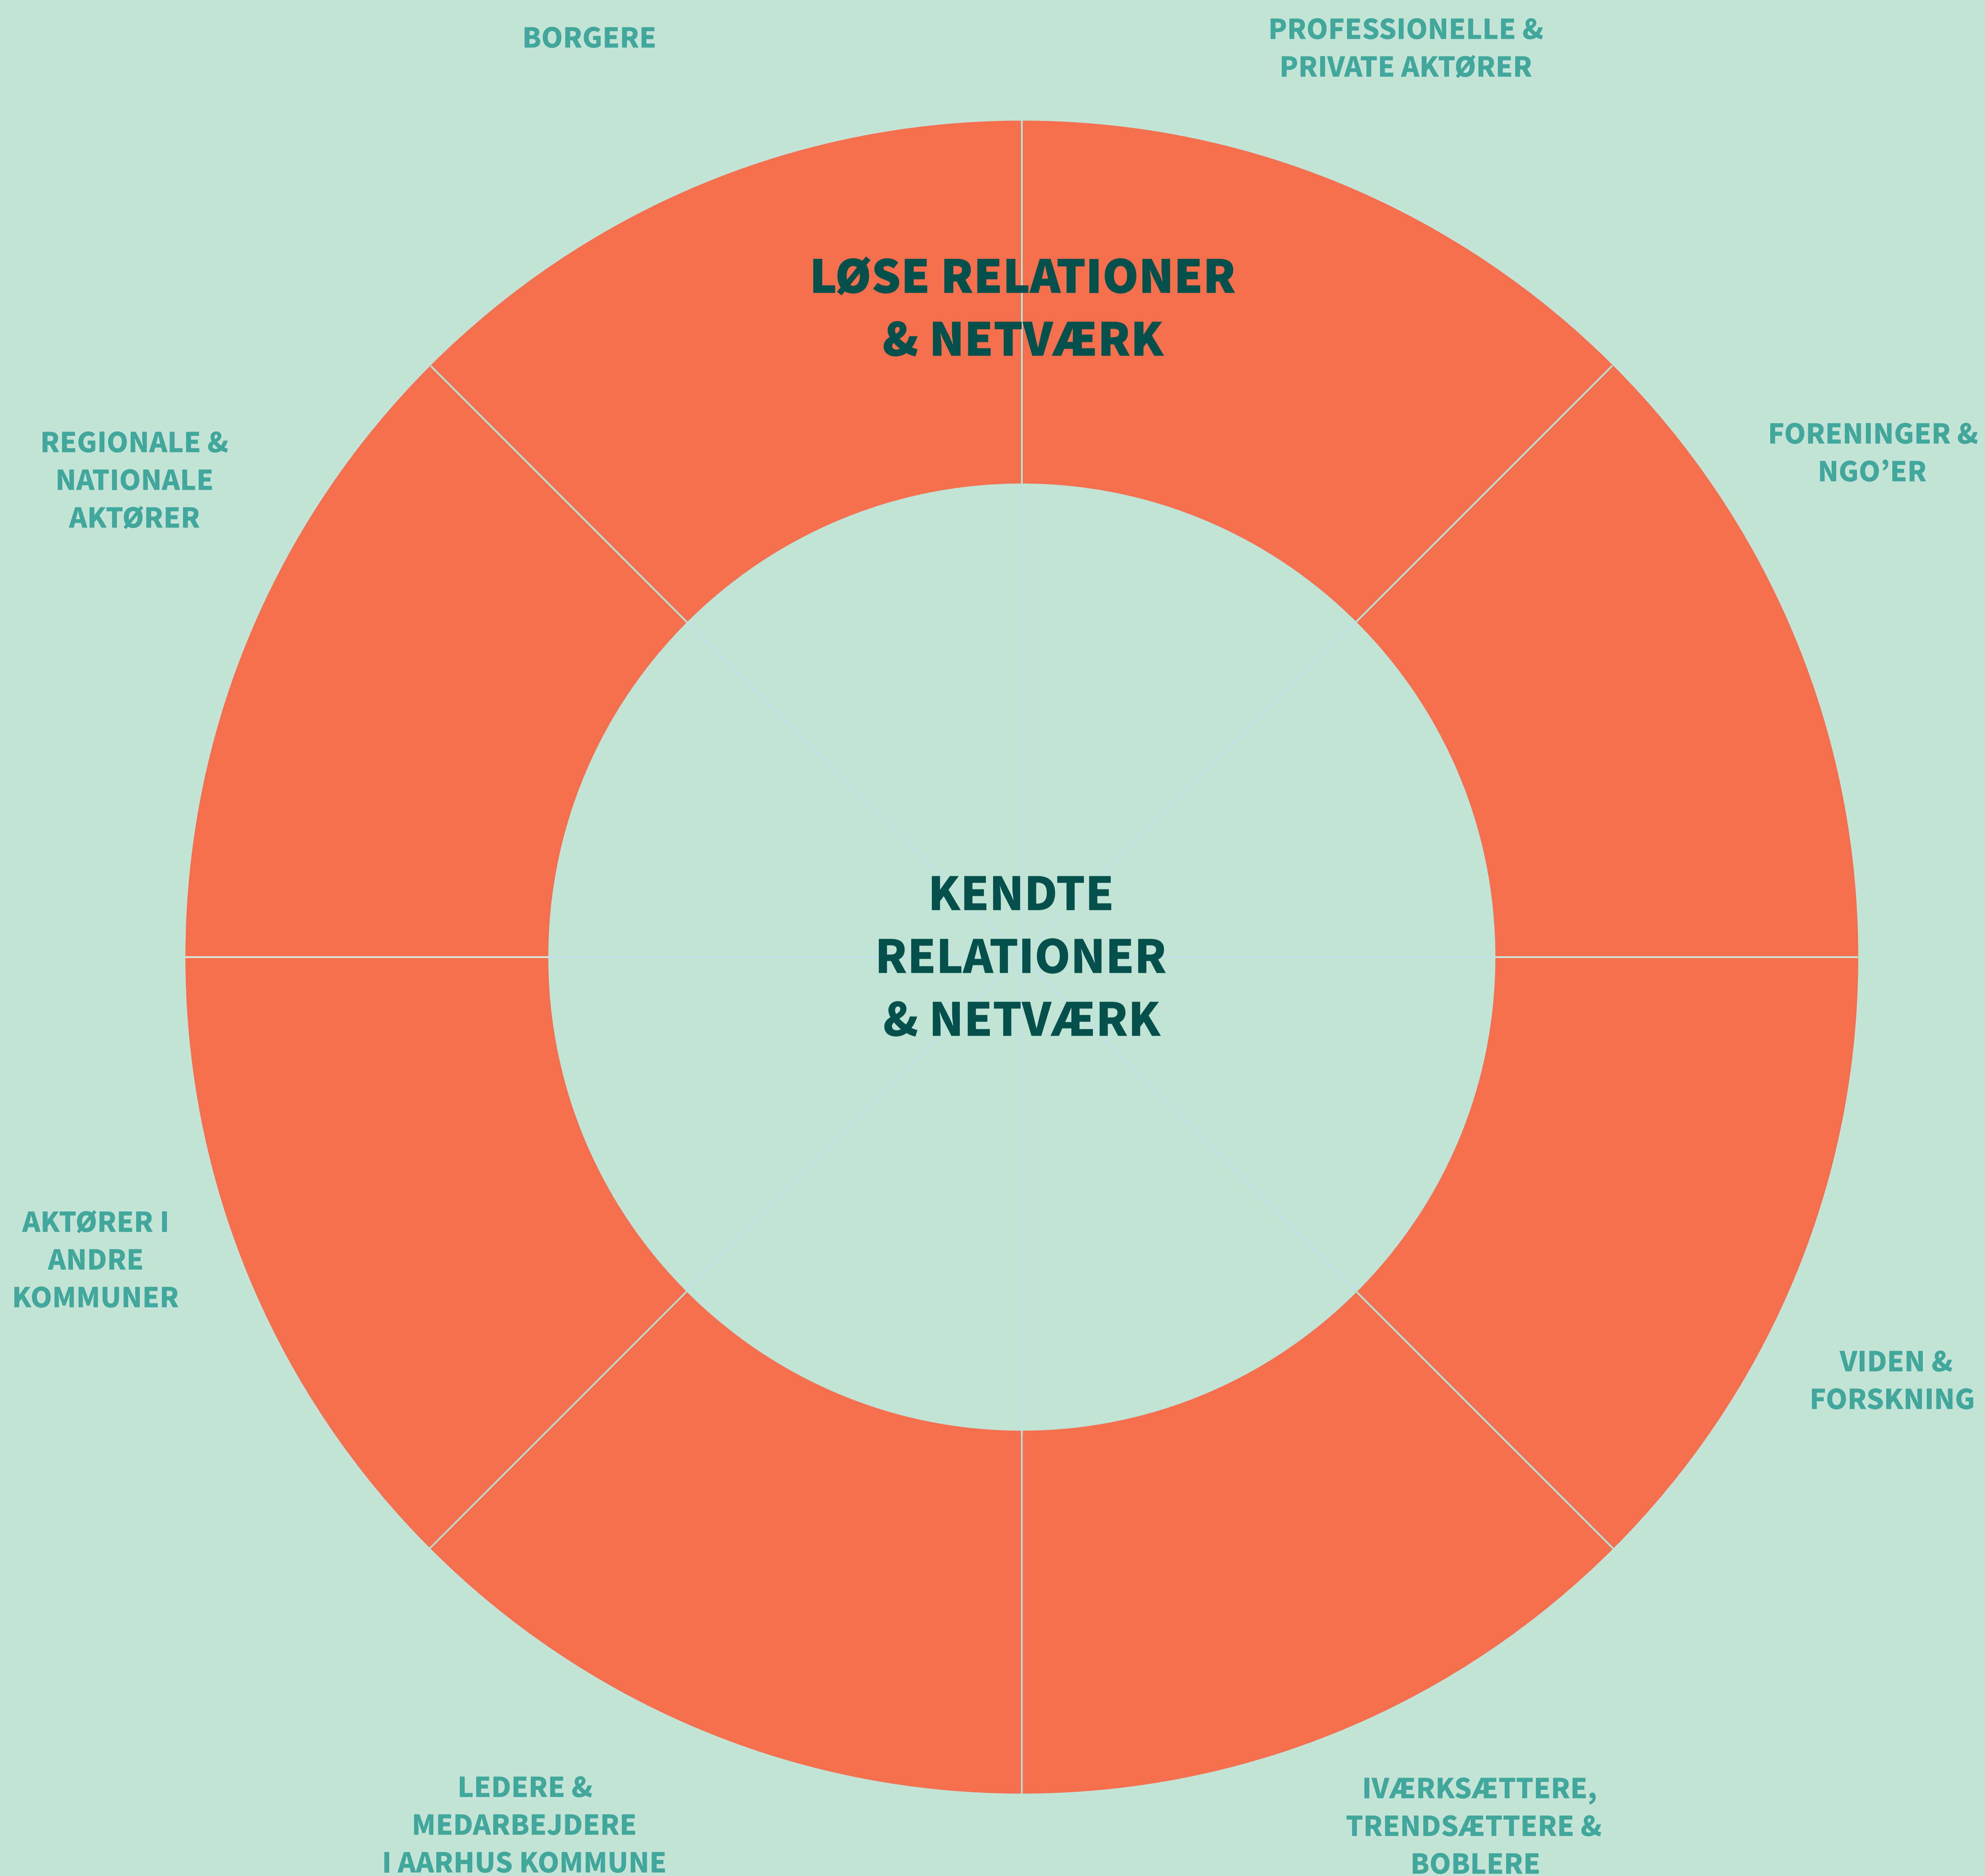 BORGERE
PROFESSIONELLE &
PRIVATE AKTØRER
LØSE RELATIONER
& NETVÆRK
REGIONALE &
NATIONALE
AKTØRER
FORENINGER &
NGO’ER
KENDTE
RELATIONER
& NETVÆRK
AKTØRER I
ANDRE
KOMMUNER
VIDEN &
FORSKNING
LEDERE &
MEDARBEJDERE
I AARHUS KOMMUNE
IVÆRKSÆTTERE,
TRENDSÆTTERE &
BOBLERE